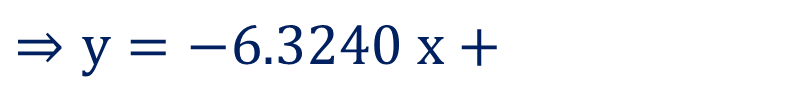 ⇒ y = −6.3240 x +